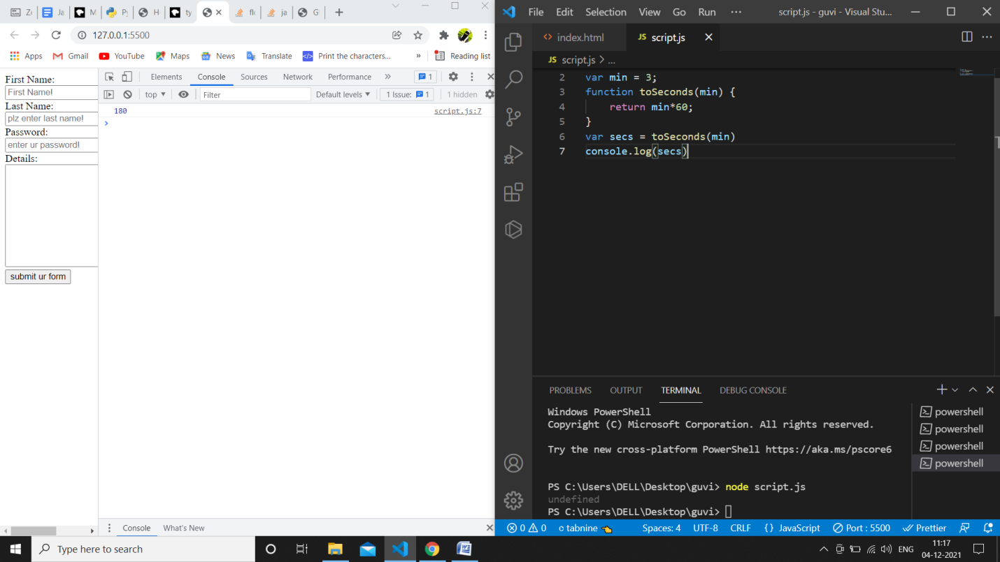 Ja
M
Py
H
ty
flo
ja
G
127.0.0.1:5500
Apps
Gmail
YouTube
Maps
News
Translate
Print the characters...
»
Reading list
First Name:
First Name!
Last Name:
plz enter last name!
Password:
enter ur password!
Details:
submit ur form
Elements
Console
Sources
Network
Performance
»
1
top
Filter
Default levels
1 Issue:
1
1 hidden
180
script.js:7
>
Console
What's New
File
Edit
Selection
View
Go
Run
···
script.js - guvi - Visual Stu...
index.html
JS script.js
JS script.js > ...
2 var min = 3;
3 function toSeconds(min) {
4 return min*60;
5 }
6 var secs = toSeconds(min)
7 console.log(secs)
PROBLEMS
OUTPUT
TERMINAL
DEBUG CONSOLE
Windows PowerShell
Copyright (C) Microsoft Corporation. All rights reserved.
Try the new cross-platform PowerShell https://aka.ms/pscore6
PS C:\Users\DELL\Desktop\guvi> node script.js
undefined
PS C:\Users\DELL\Desktop\guvi>
powershell
powershell
powershell
powershell
0
0
tabnine
Spaces: 4
UTF-8
CRLF
{ } JavaScript
Port : 5500
Prettier
Type here to search
ENG
11:17
04-12-2021